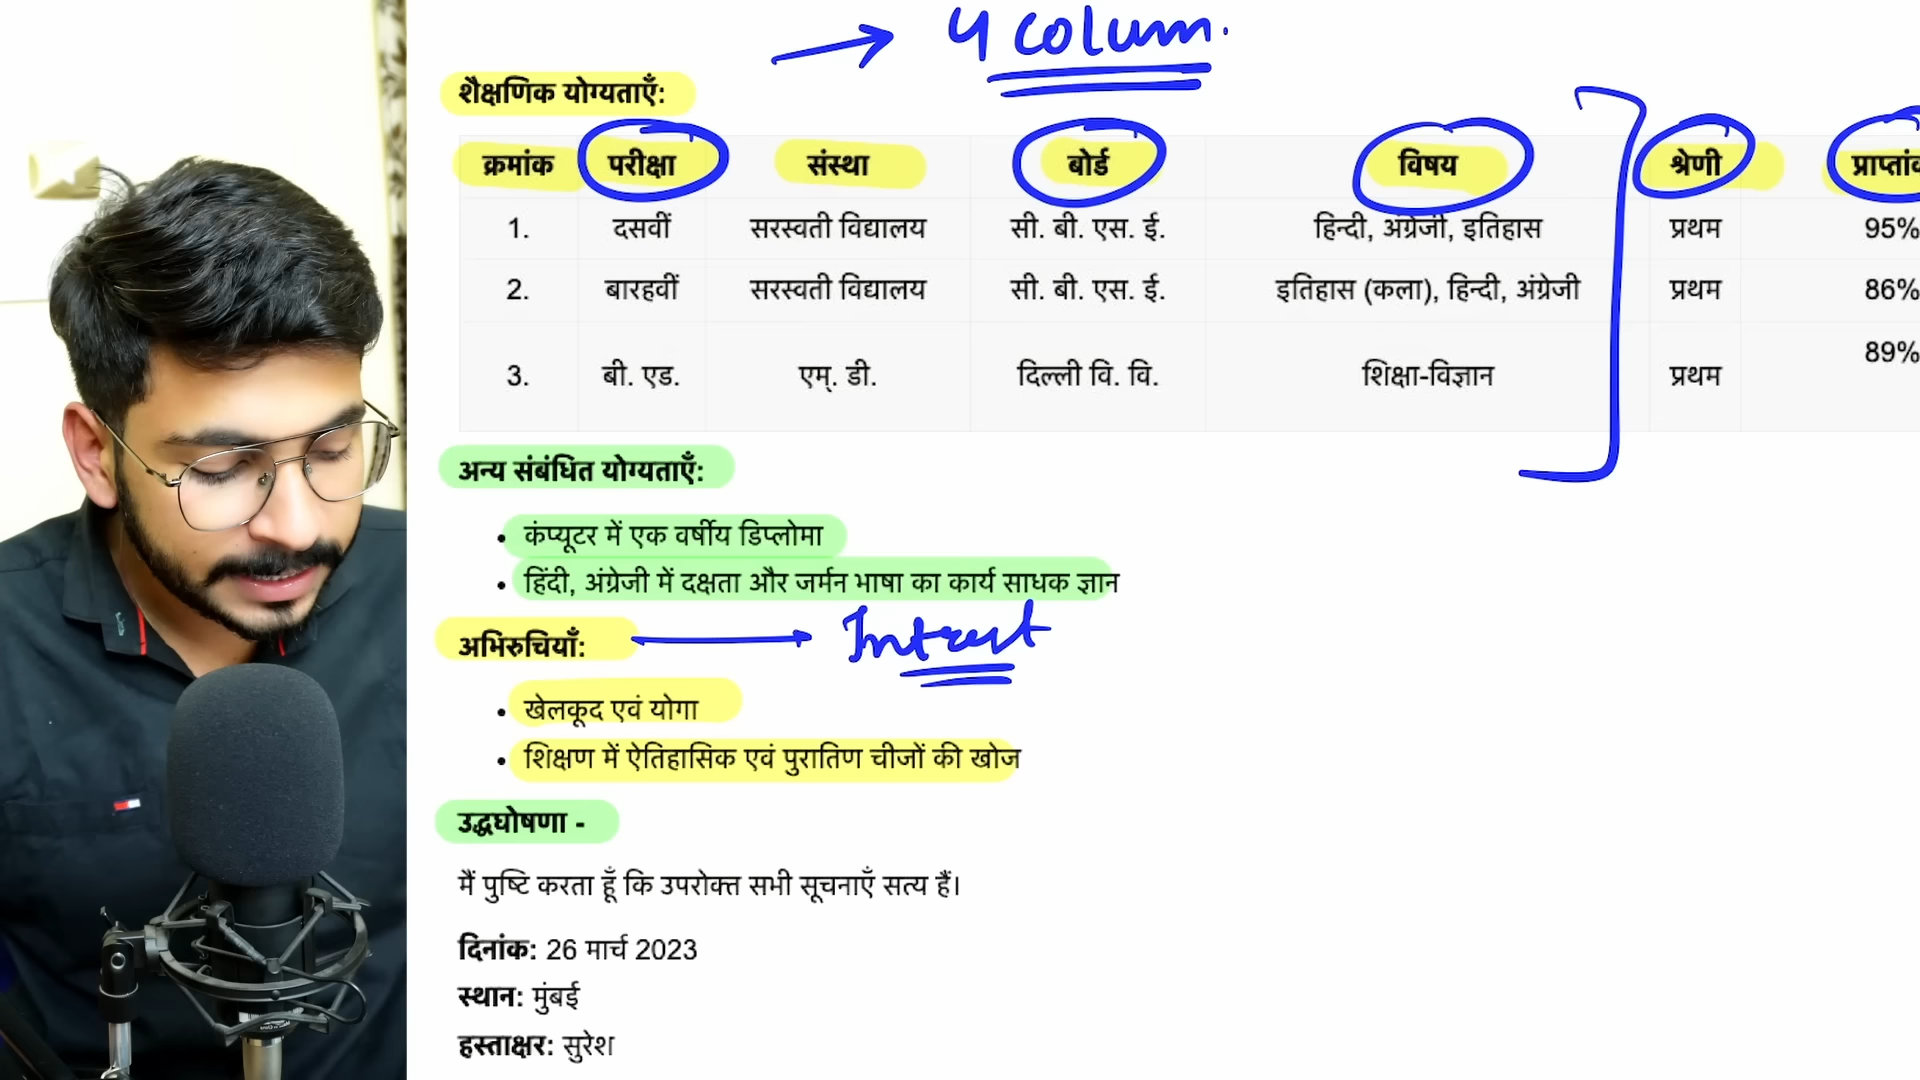 4 colum.
शैक्षणिक योग्यताएँ:
क्रमांक परीक्षा संस्था बोर्ड विषय श्रेणी
1. दसवीं सरस्वती विद्यालय सी. बी. एस. ई. हिन्दी, अंग्रेजी, इतिहास प्रथम 95%
2. बारहवीं सरस्वती विद्यालय सी. बी. एस. ई. इतिहास (कला), हिन्दी, अंग्रेजी प्रथम 86%
3. बी. एड. एम्. डी. दिल्ली वि. वि. शिक्षा-विज्ञान प्रथम 89%
अन्य संबंधित योग्यताएँ:
• कंप्यूटर में एक वर्षीय डिप्लोमा
• हिंदी, अंग्रेजी में दक्षता और जर्मन भाषा का कार्य साधक ज्ञान
अभिरुचियाँ:
• खेलकूद एवं योगा
• शिक्षण में ऐतिहासिक एवं पुरातिण चीजों की खोज
उद्घघोषणा -
मैं पुष्टि करता हूँ कि उपरोक्त सभी सूचनाएँ सत्य हैं।
दिनांक: 26 मार्च 2023
स्थान: मुंबई
हस्ताक्षर: सुरेश